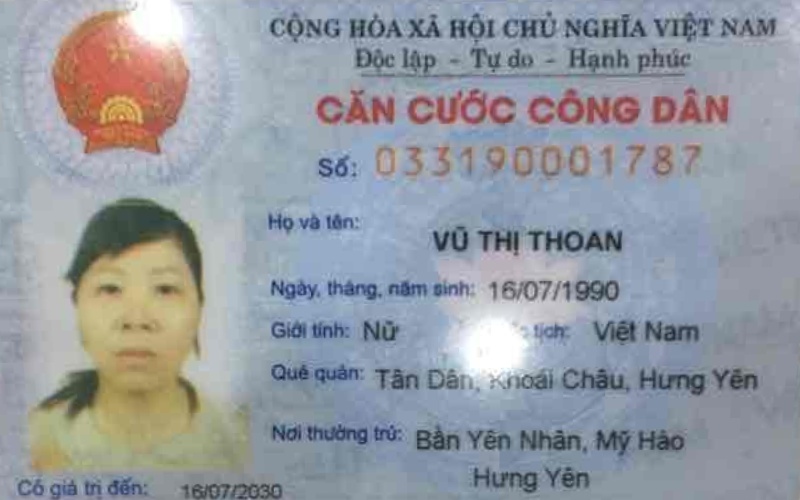 CỘNG HÒA XÃ HỘI CHỦ NGHĨA VIỆT NAM
Độc lập - Tự do - Hạnh phúc
CĂN CƯỚC CÔNG DÂN
Số: 033190001787
Họ và tên:
VŨ THỊ THOAN
Ngày, tháng, năm sinh: 16/07/1990
Giới tính: Nữ tịch: Việt Nam
Quê quán: Tân Dân, Khoái Châu, Hưng Yên
Nơi thường trú: Bần Yên Nhân, Mỹ Hào
Hưng Yên
Có giá trị đến: 16/07/2030